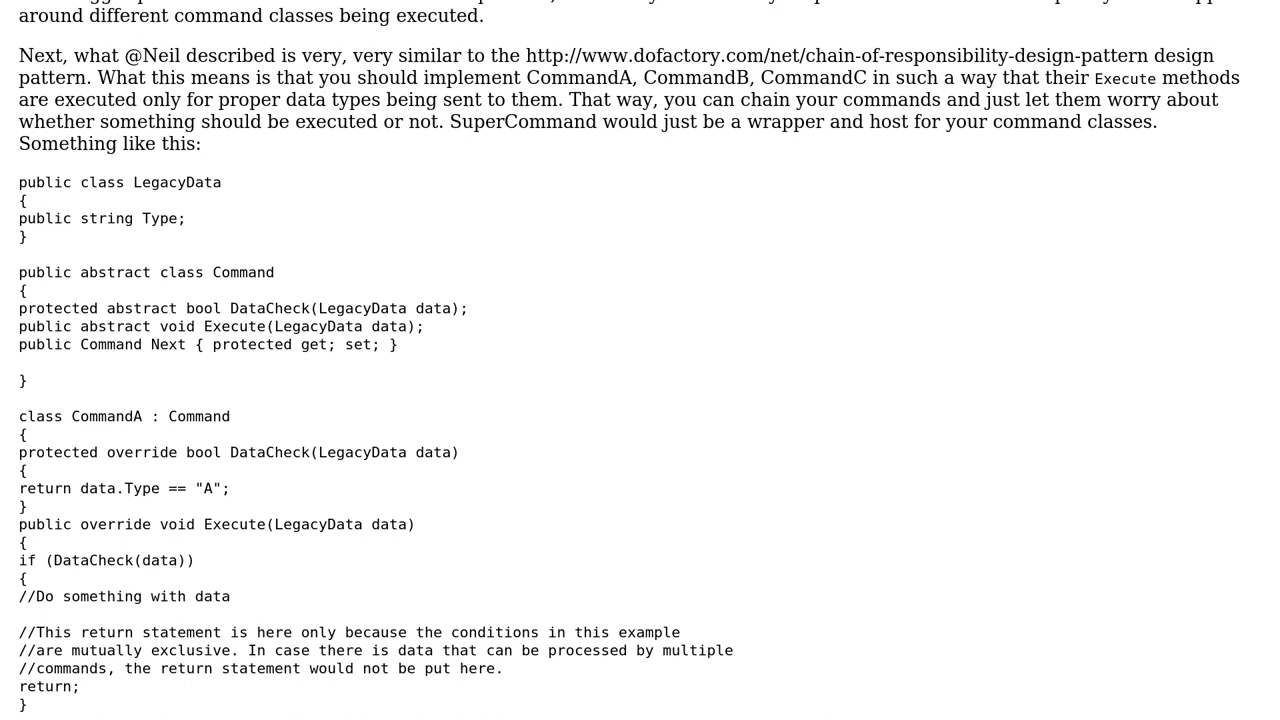 around different command classes being executed.
Next, what @Neil described is very, very similar to the http://www.dofactory.com/net/chain-of-responsibility-design-pattern design
pattern. What this means is that you should implement CommandA, CommandB, CommandC in such a way that their Execute methods
are executed only for proper data types being sent to them. That way, you can chain your commands and just let them worry about
whether something should be executed or not. SuperCommand would just be a wrapper and host for your command classes.
Something like this:
public class LegacyData
{
public string Type;
}
public abstract class Command
{
protected abstract bool DataCheck(LegacyData data);
public abstract void Execute(LegacyData data);
public Command Next { protected get; set; }
}
class CommandA : Command
{
protected override bool DataCheck(LegacyData data)
{
return data.Type == "A";
}
public override void Execute(LegacyData data)
{
if (DataCheck(data))
{
//Do something with data
//This return statement is here only because the conditions in this example
//are mutually exclusive. In case there is data that can be processed by multiple
//commands, the return statement would not be put here.
return;
}